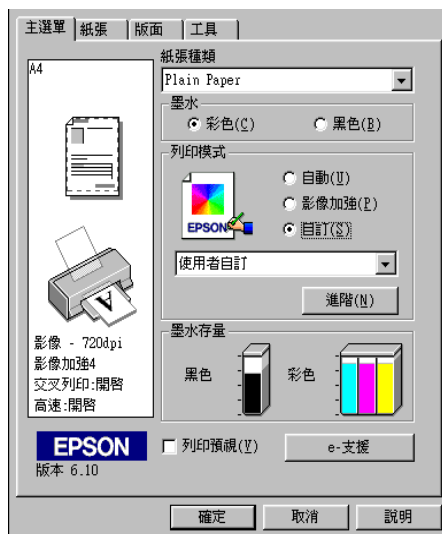 主選單 紙張 版面 工具
A4
紙張種類
Plain Paper
墨水
彩色(C) 黑色(B)
列印模式
自動(U)
影像加強(P)
EPSON
自訂(S)
使用者自訂
進階(N)
墨水存量
黑色 彩色
A
影像 - 720dpi
影像加強4
交叉列印:開啓
高速:開啓
EPSON
版本 6.10
列印預視(V)
e-支援
確定 取消 說明